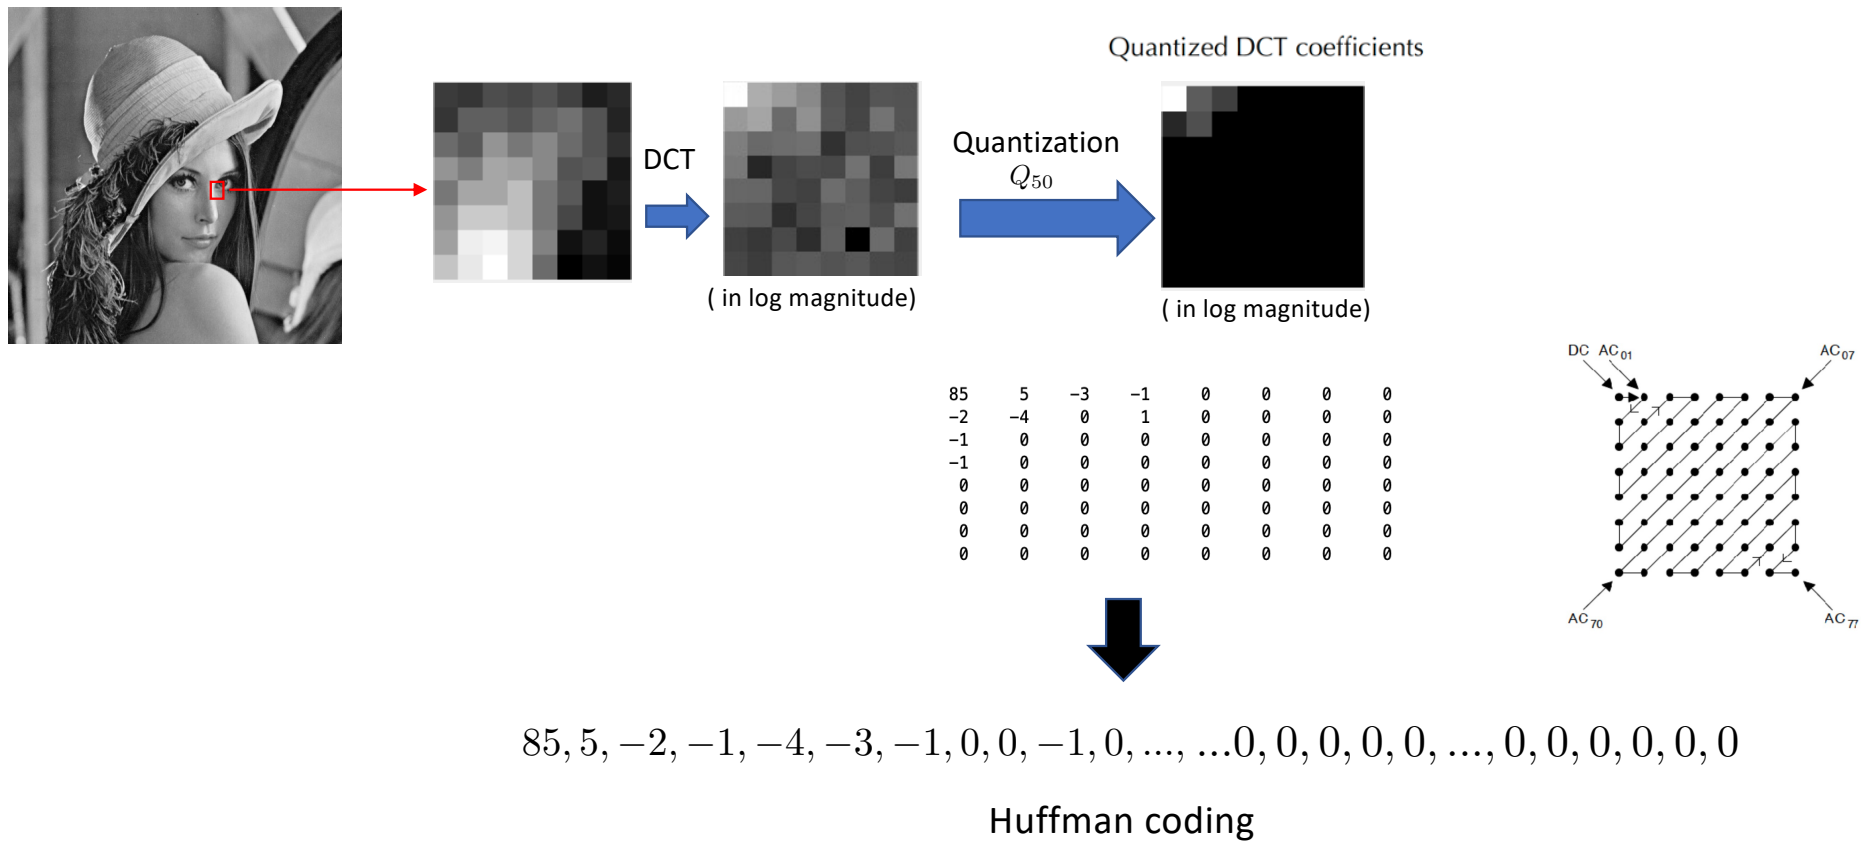 Quantized DCT coefficients
DCT
Quantization
Q50
( in log magnitude)
( in log magnitude)
DC AC01 AC07
85 5 −3 −1 0 0 0 0
−2 −4 0 1 0 0 0 0
−1 0 0 0 0 0 0 0
−1 0 0 0 0 0 0 0
0 0 0 0 0 0 0 0
0 0 0 0 0 0 0 0
0 0 0 0 0 0 0 0
0 0 0 0 0 0 0 0
AC70 AC77
85, 5, −2, −1, −4, −3, −1, 0, 0, −1, 0, ..., ...0, 0, 0, 0, 0, ..., 0, 0, 0, 0, 0, 0
Huffman coding